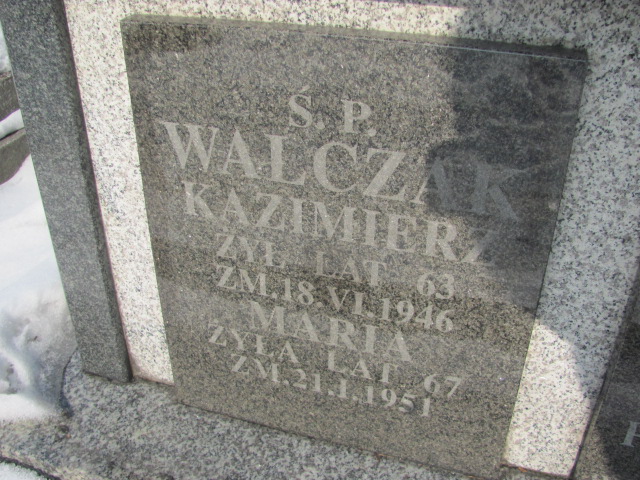 Ś. P.
WALCZAK
KAZIMIERZ
ŻYŁ LAT 63
ZM. 18. VI. 1946
MARIA
ŻYŁA LAT 67
ZM. 21. I. 1951